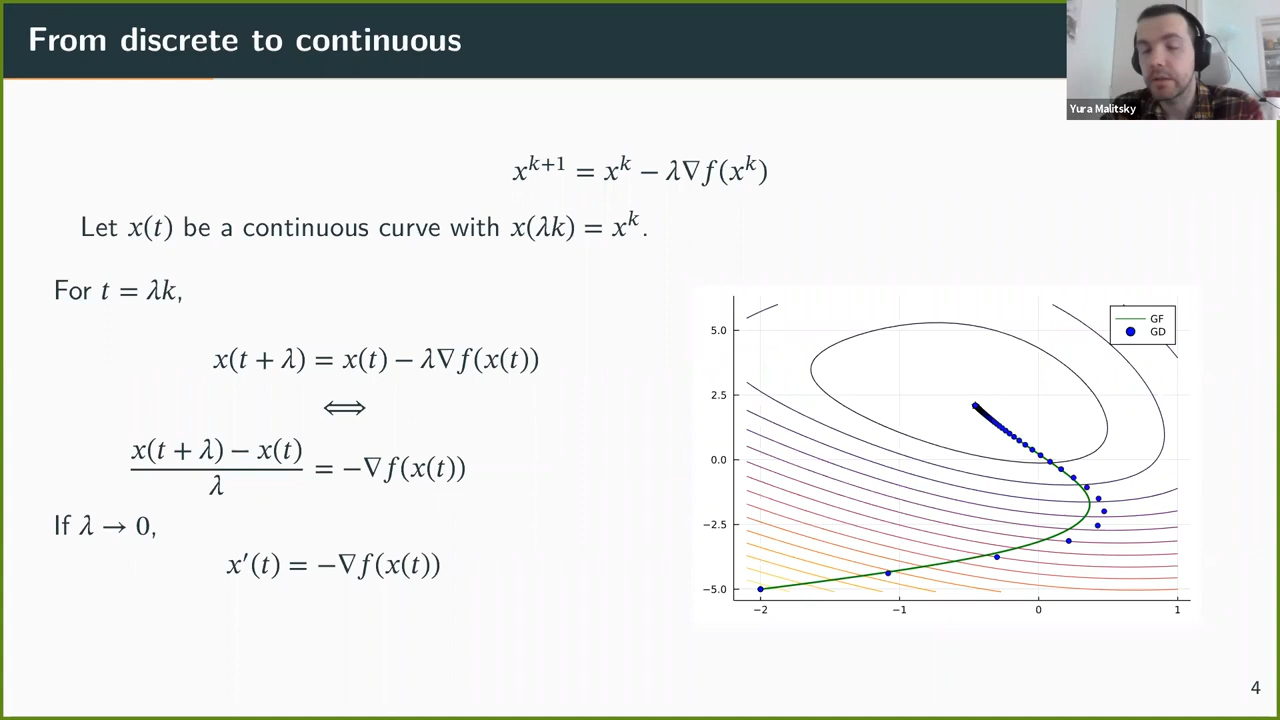 From discrete to continuous
Yura Malitsky
x^{k+1} = x^k − λ∇f(x^k)
Let x(t) be a continuous curve with x(λk) = x^k.
For t = λk,
x(t + λ) = x(t) − λ∇f(x(t))
⟺
\frac{x(t + λ) − x(t)}{λ} = −∇f(x(t))
If λ → 0,
x′(t) = −∇f(x(t))
GF
GD
5.0
2.5
0.0
−2.5
−5.0
−2 −1 0 1
4